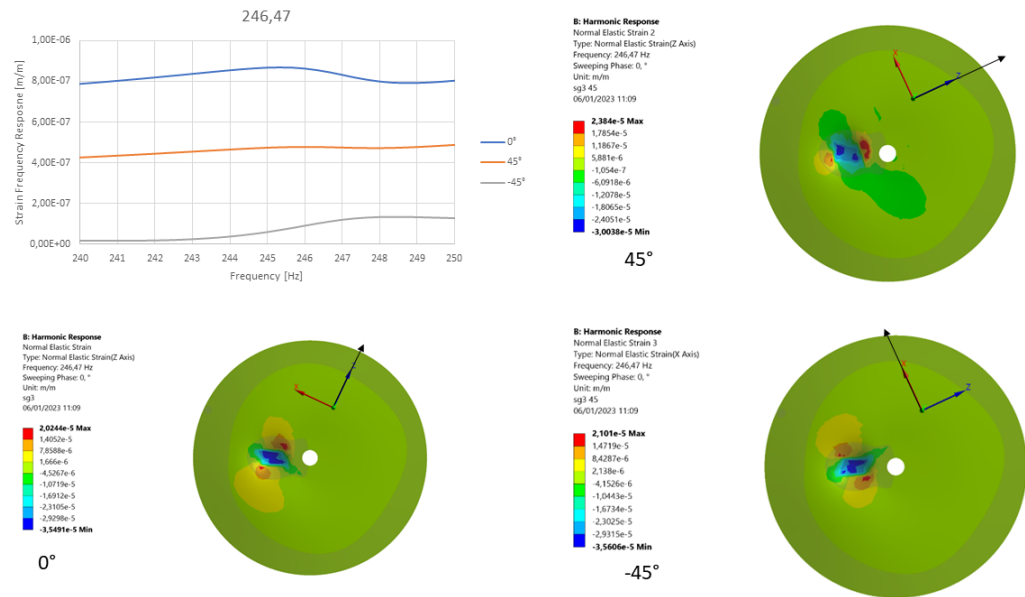 246,47
Strain Frequency Resposne [m/m]
1,00E-06
8,00E-07
6,00E-07
4,00E-07
2,00E-07
0,00E+00
240 241 242 243 244 245 246 247 248 249 250
Frequency [Hz]
0°
45°
-45°
B: Harmonic Response
Normal Elastic Strain 2
Type: Normal Elastic Strain(Z Axis)
Frequency: 246,47 Hz
Sweeping Phase: 0, °
Unit: m/m
sg3 45
06/01/2023 11:09
2,384e-5 Max
1,7854e-5
1,1867e-5
5,881e-6
-1,054e-7
-6,0918e-6
-1,2078e-5
-1,8065e-5
-2,4051e-5
-3,0038e-5 Min
X
Z
45°
B: Harmonic Response
Normal Elastic Strain
Type: Normal Elastic Strain(Z Axis)
Frequency: 246,47 Hz
Sweeping Phase: 0, °
Unit: m/m
sg3
06/01/2023 11:09
2,0244e-5 Max
1,4052e-5
7,8588e-6
1,666e-6
-4,5267e-6
-1,0719e-5
-1,6912e-5
-2,3105e-5
-2,9298e-5
-3,5491e-5 Min
X
Z
0°
B: Harmonic Response
Normal Elastic Strain 3
Type: Normal Elastic Strain(X Axis)
Frequency: 246,47 Hz
Sweeping Phase: 0, °
Unit: m/m
sg3 45
06/01/2023 11:09
2,101e-5 Max
1,4719e-5
8,4287e-6
2,138e-6
-4,1526e-6
-1,0443e-5
-1,6734e-5
-2,3025e-5
-2,9315e-5
-3,5606e-5 Min
X
Z
-45°